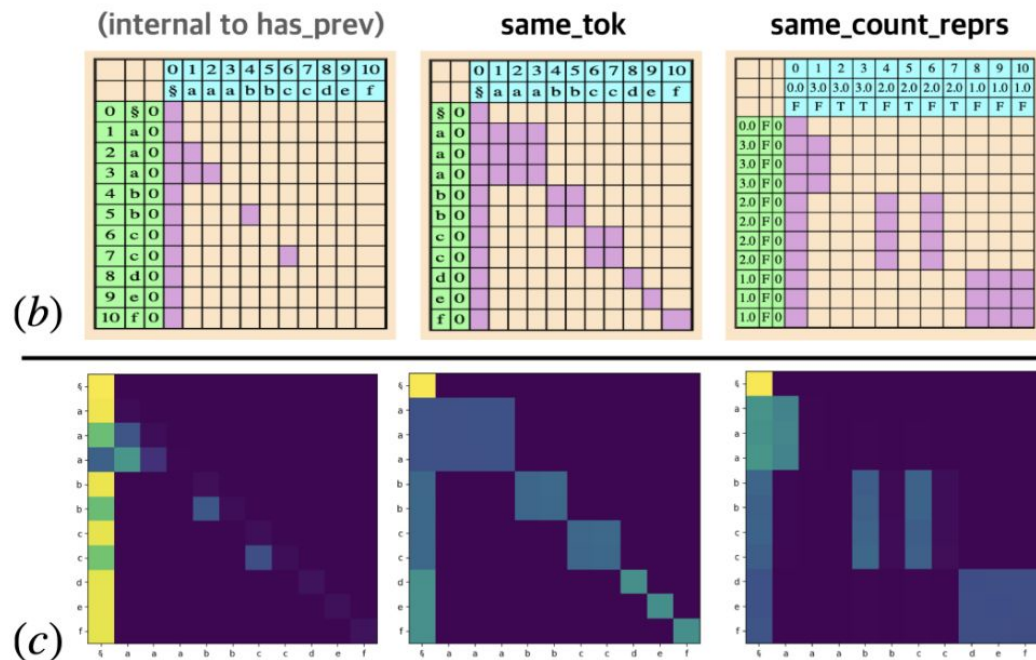 (internal to has_prev) same_tok same_count_reprs
0 1 2 3 4 5 6 7 8 9 10
§ a a a b b c c d e f
0 § 0
1 a 0
2 a 0
3 a 0
4 b 0
5 b 0
6 c 0
7 c 0
8 d 0
9 e 0
10 f 0
0 1 2 3 4 5 6 7 8 9 10
§ a a a b b c c d e f
§ 0
a 0
a 0
a 0
b 0
b 0
c 0
c 0
d 0
e 0
f 0
0 1 2 3 4 5 6 7 8 9 10
0.0 3.0 3.0 3.0 2.0 2.0 2.0 2.0 1.0 1.0 1.0
F F T T F T F T F F F
0.0 F 0
3.0 F 0
3.0 F 0
3.0 F 0
2.0 F 0
2.0 F 0
2.0 F 0
2.0 F 0
1.0 F 0
1.0 F 0
1.0 F 0
(b)
§
a
a
a
b
b
c
c
d
e
f
§ a a a b b c c d e f
§
a
a
a
b
b
c
c
d
e
f
§ a a a b b c c d e f
§
a
a
a
b
b
c
c
d
e
f
§ a a a b b c c d e f
(c)